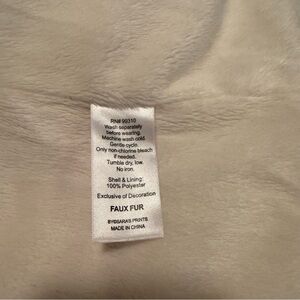 RN# 99310
Wash separately
before wearing.
Machine wash cold
Gentle cycle.
Only non-chlorine bleach
if needed.
Tumble dry, low.
No iron.
Shell & Lining:
100% Polyester
Exclusive of Decoration
FAUX FUR
PRINTS
MADE IN CHINA